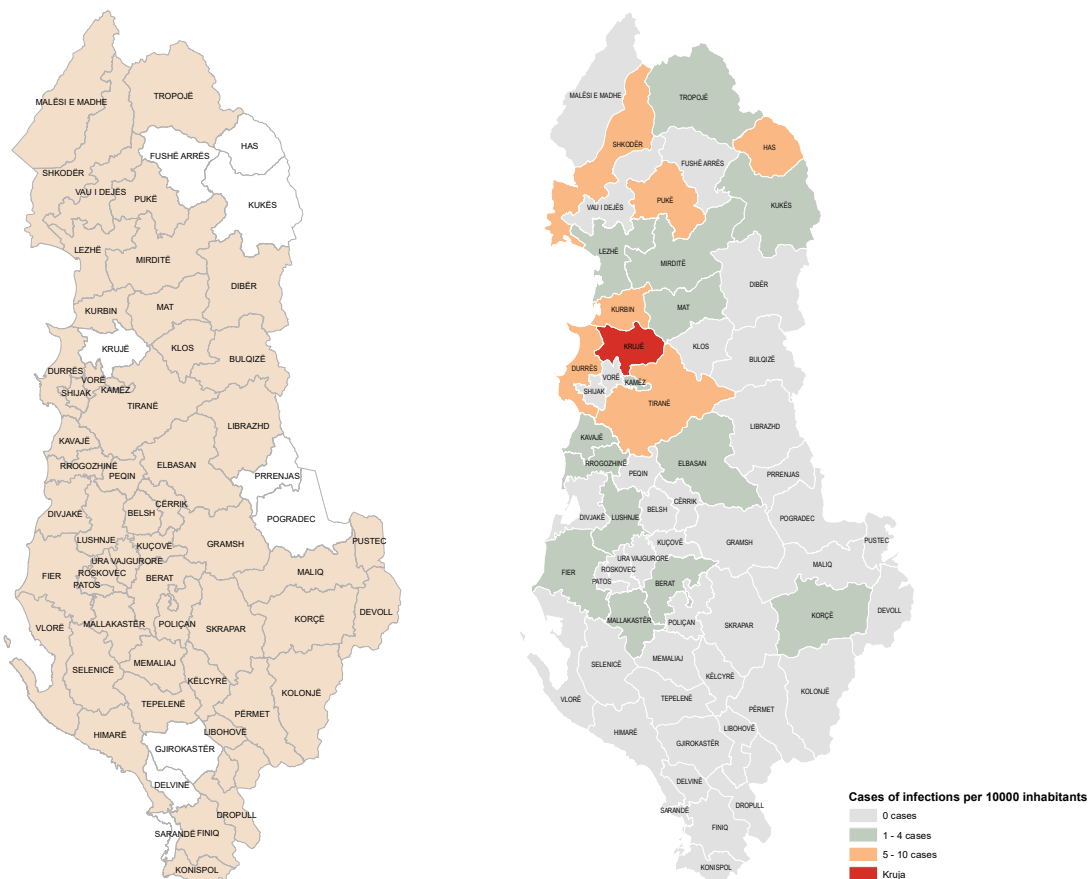 MALËSI E MADHE
TROPOJË
HAS
FUSHË ARRËS
SHKODËR
VAU I DEJËS
PUKË
KUKËS
LEZHË
MIRDITË
DIBËR
KURBIN
MAT
KRUJË
KLOS
BULQIZË
DURRËS
VORË
KAMËZ
SHIJAK
TIRANË
LIBRAZHD
KAVAJË
RROGOZHINË
ELBASAN
PEQIN
PRRENJAS
CËRRIK
DIVJAKË
BELSH
POGRADEC
LUSHNJE
KUÇOVË
GRAMSH
PUSTEC
URA VAJGURORË
FIER
ROSKOVEC
BERAT
MALIQ
PATOS
DEVOLL
VLORË
MALLAKASTËR
POLIÇAN
SKRAPAR
KORÇË
SELENICË
MEMALIAJ
KËLCYRË
KOLONJË
TEPELENË
PËRMET
HIMARË
LIBOHOVË
GJIROKASTËR
DELVINË
DROPULL
SARANDË
FINIQ
KONISPOL
MALËSI E MADHE
TROPOJË
SHKODËR
HAS
FUSHË ARRËS
PUKË
VAU I DEJËS
KUKËS
LEZHË
MIRDITË
DIBËR
KURBIN
MAT
KRUJË
KLOS
BULQIZË
DURRËS
VORË
KAMËZ
SHIJAK
TIRANË
LIBRAZHD
KAVAJË
RROGOZHINË
ELBASAN
PEQIN
PRRENJAS
CËRRIK
BELSH
DIVJAKË
LUSHNJE
POGRADEC
KUÇOVË
GRAMSH
PUSTEC
URA VAJGURORË
FIER
ROSKOVEC
MALIQ
PATOS
BERAT
DEVOLL
MALLAKASTËR
POLIÇAN
SKRAPAR
KORÇË
SELENICË
MEMALIAJ
KËLCYRË
KOLONJË
VLORË
TEPELENË
PËRMET
HIMARË
LIBOHOVË
GJIROKASTËR
DELVINË
SARANDË
DROPULL
FINIQ
KONISPOL
Cases of infections per 10000 inhabitants
0 cases
1 - 4 cases
5 - 10 cases
Kruja